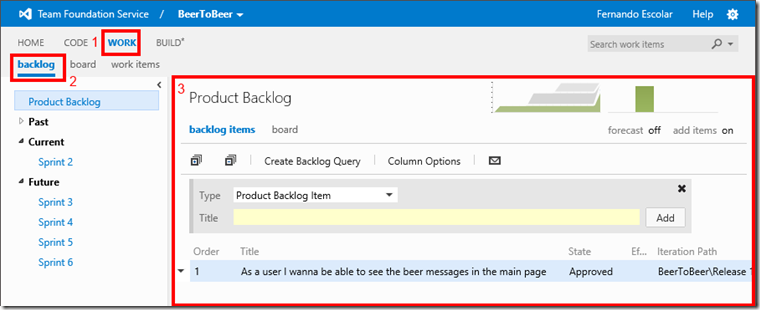 Team Foundation Service / BeerToBeer Fernando Escolar Help
HOME CODE 1 WORK BUILD*
Search work items
backlog board work items
2
3
Product Backlog
Past
Current
Sprint 2
Future
Sprint 3
Sprint 4
Sprint 5
Sprint 6
Product Backlog
backlog items board
forecast off add items on
Create Backlog Query Column Options
Type Product Backlog Item
Title Add
Order Title State Ef... Iteration Path
1 As a user I wanna be able to see the beer messages in the main page Approved BeerToBeer\Release 1